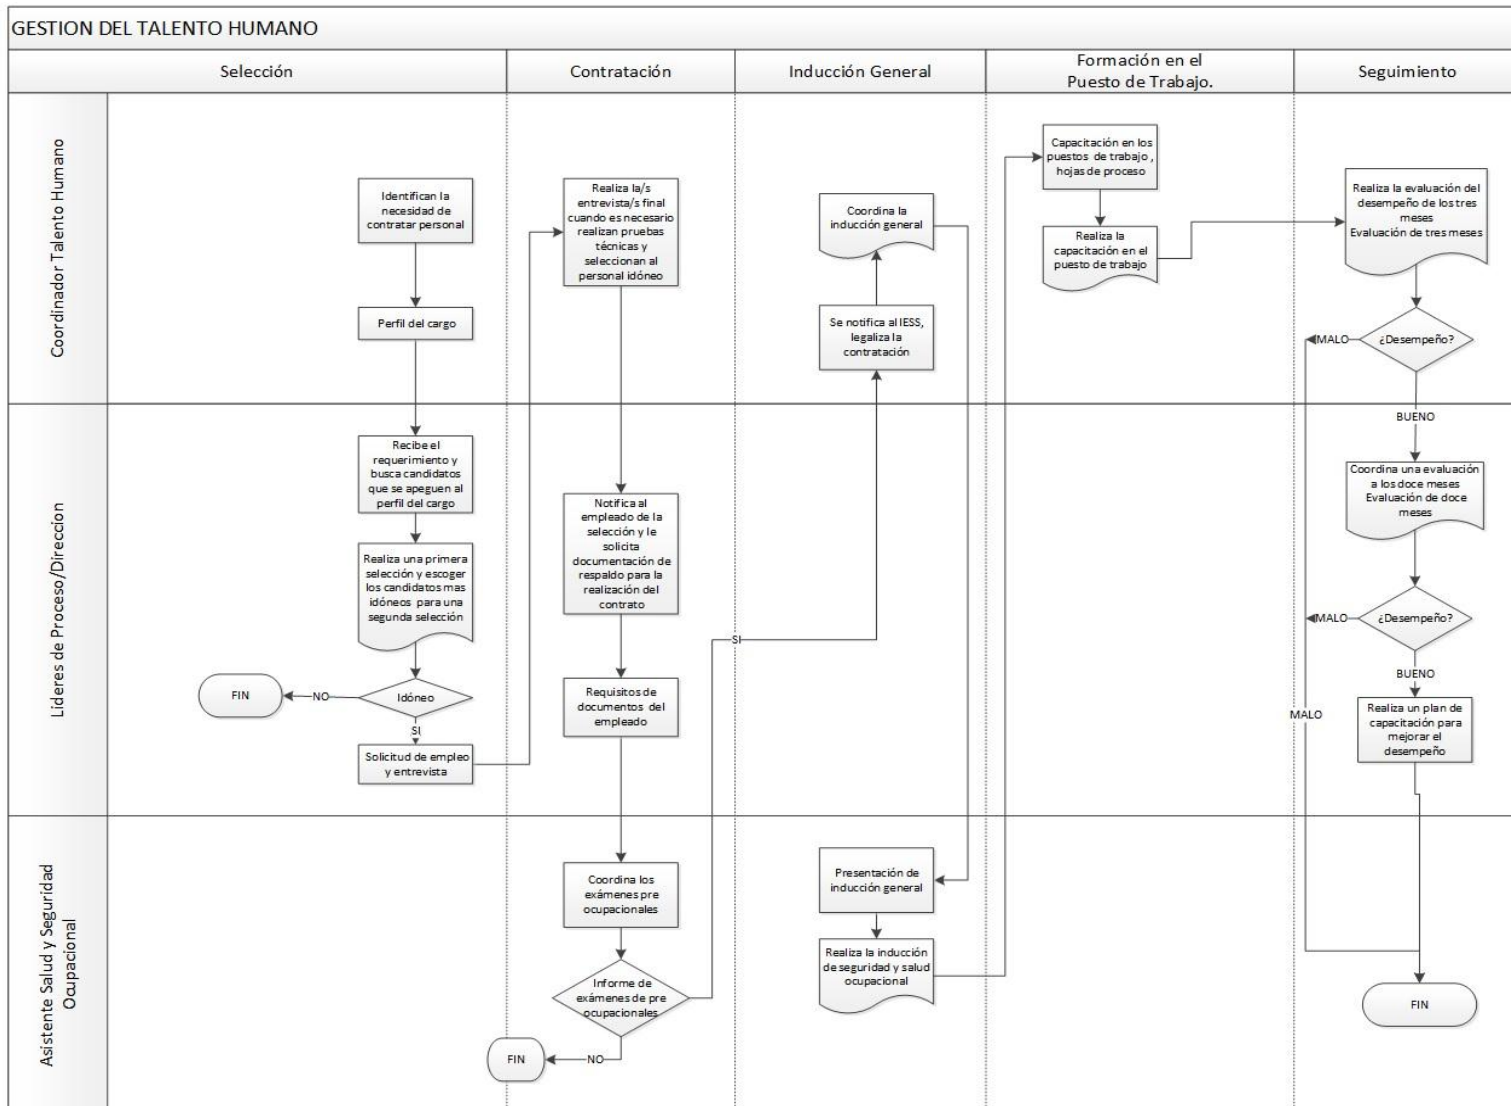 GESTION DEL TALENTO HUMANO
Selección
Contratación
Inducción General
Formación en el
Puesto de Trabajo.
Seguimiento
Coordinador Talento Humano
Identifican la
necesidad de
contratar personal
Perfil del cargo
Realiza la/s
entrevista/s final
cuando es necesario
realizan pruebas
técnicas y
seleccionan al
personal idóneo
Coordina la
inducción general
Se notifica al IESS,
legaliza la
contratación
Capacitación en los
puestos de trabajo ,
hojas de proceso
Realiza la
capacitación en el
puesto de trabajo
Realiza la evaluación del
desempeño de los tres
meses
Evaluación de tres meses
¿Desempeño?
MALO
BUENO
Lideres de Proceso/Direccion
Recibe el
requerimiento y
busca candidatos
que se apeguen al
perfil del cargo
Realiza una primera
selección y escoger
los candidatos mas
idóneos para una
segunda selección
Idóneo
NO
FIN
SI
Solicitud de empleo
y entrevista
Notifica al
empleado de la
selección y le
solicita
documentación de
respaldo para la
realización del
contrato
Requisitos de
documentos del
empleado
SI
Coordina una evaluación
a los doce meses
Evaluación de doce
meses
¿Desempeño?
MALO
BUENO
MALO
Realiza un plan de
capacitación para
mejorar el
desempeño
Asistente Salud y Seguridad
Ocupacional
Coordina los
exámenes pre
ocupacionales
Informe de
exámenes de pre
ocupacionales
NO
FIN
Presentación de
inducción general
Realiza la inducción
de seguridad y salud
ocupacional
FIN